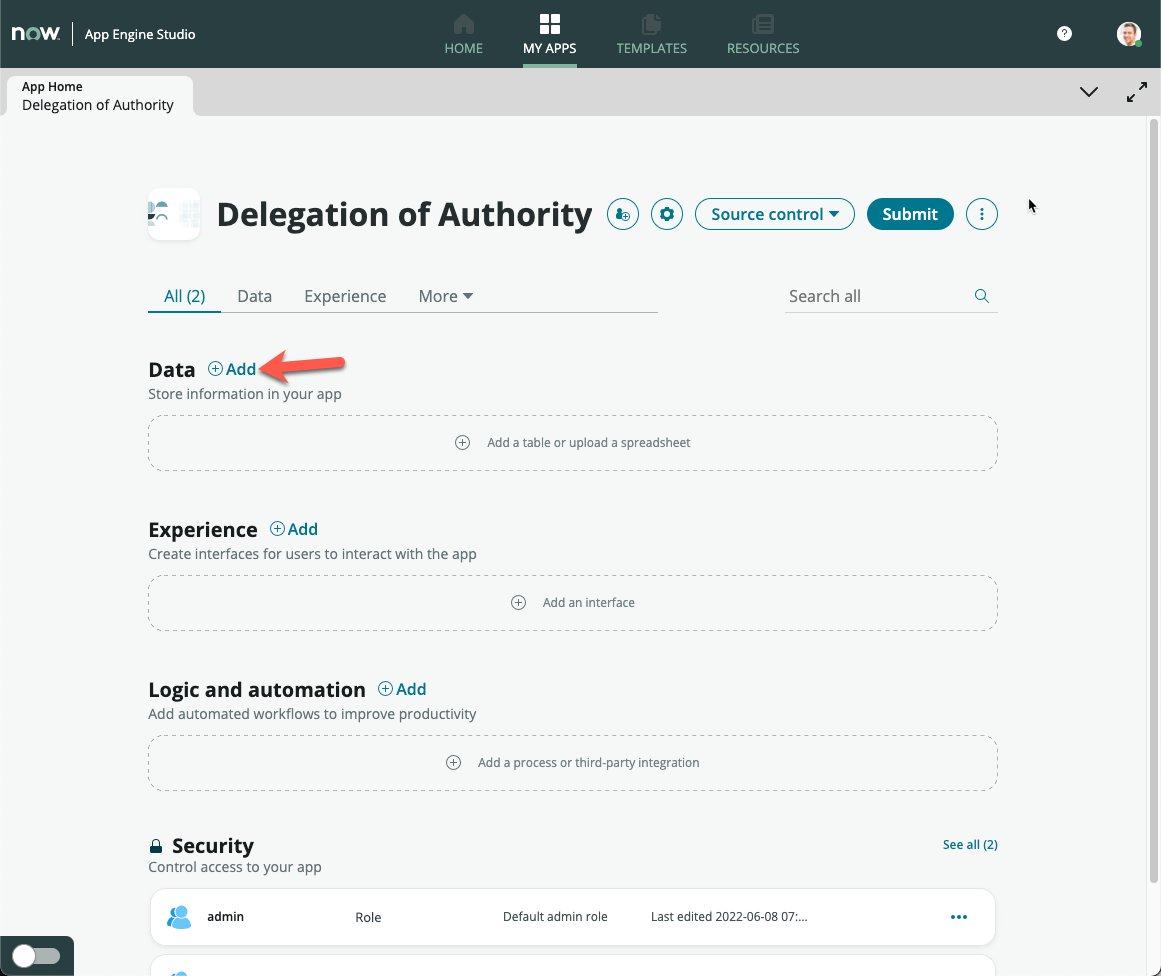 now
App Engine Studio
HOME
MY APPS
TEMPLATES
RESOURCES
?
App Home
Delegation of Authority
Delegation of Authority
Source control
Submit
All (2)
Data
Experience
More
Search all
Data
Add
Store information in your app
Add a table or upload a spreadsheet
Experience
Add
Create interfaces for users to interact with the app
Add an interface
Logic and automation
Add
Add automated workflows to improve productivity
Add a process or third-party integration
Security
See all (2)
Control access to your app
admin
Role
Default admin role
Last edited 2022-06-08 07:...